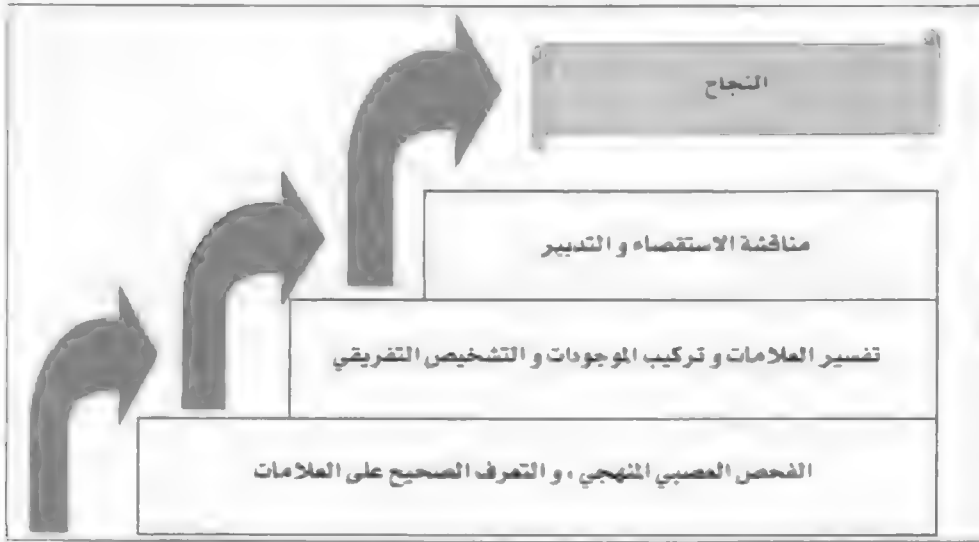 النجاح
مناقشة الاستقصاء و التدبير
تفسير العلامات و تركيب الموجودات و التشخيص التفريقي
الفحص العصبي المنهجي ، و التعرف الصحيح على العلامات